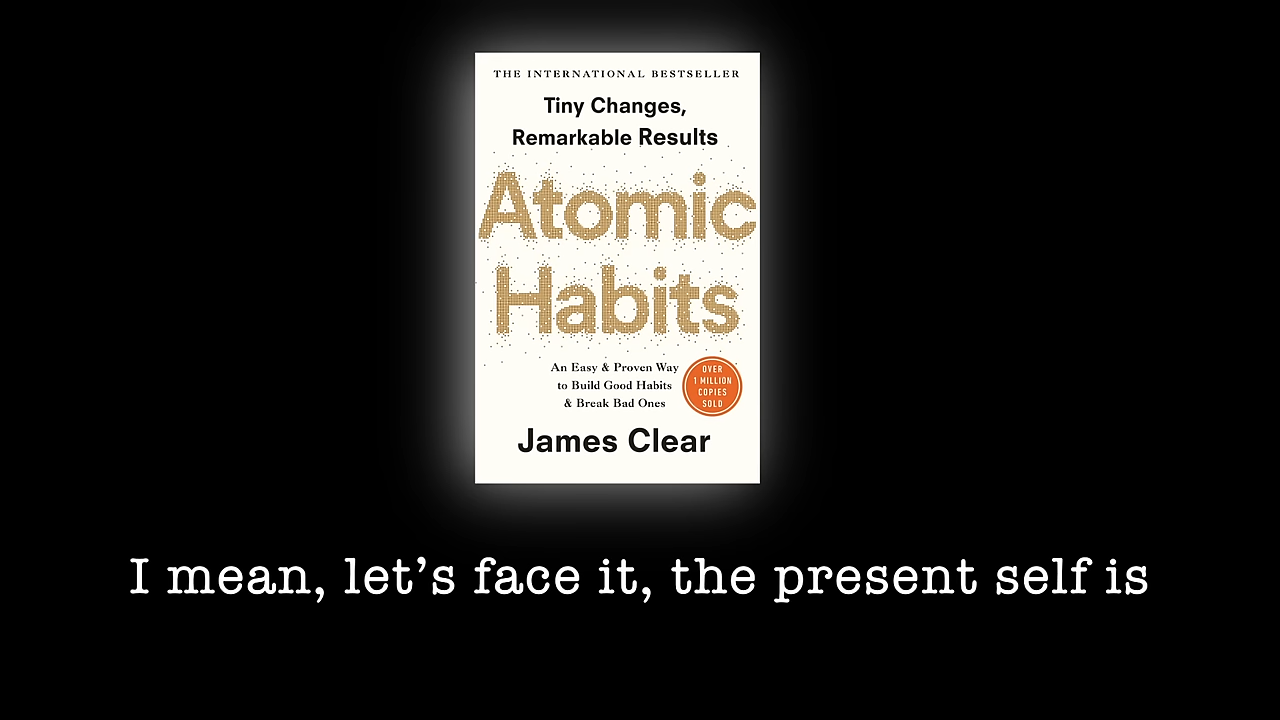 THE INTERNATIONAL BESTSELLER
Tiny Changes,
Remarkable Results
Atomic
Habits
An Easy & Proven Way
to Build Good Habits
& Break Bad Ones
OVER
1 MILLION
COPIES
SOLD
James Clear
I mean, let's face it, the present self is